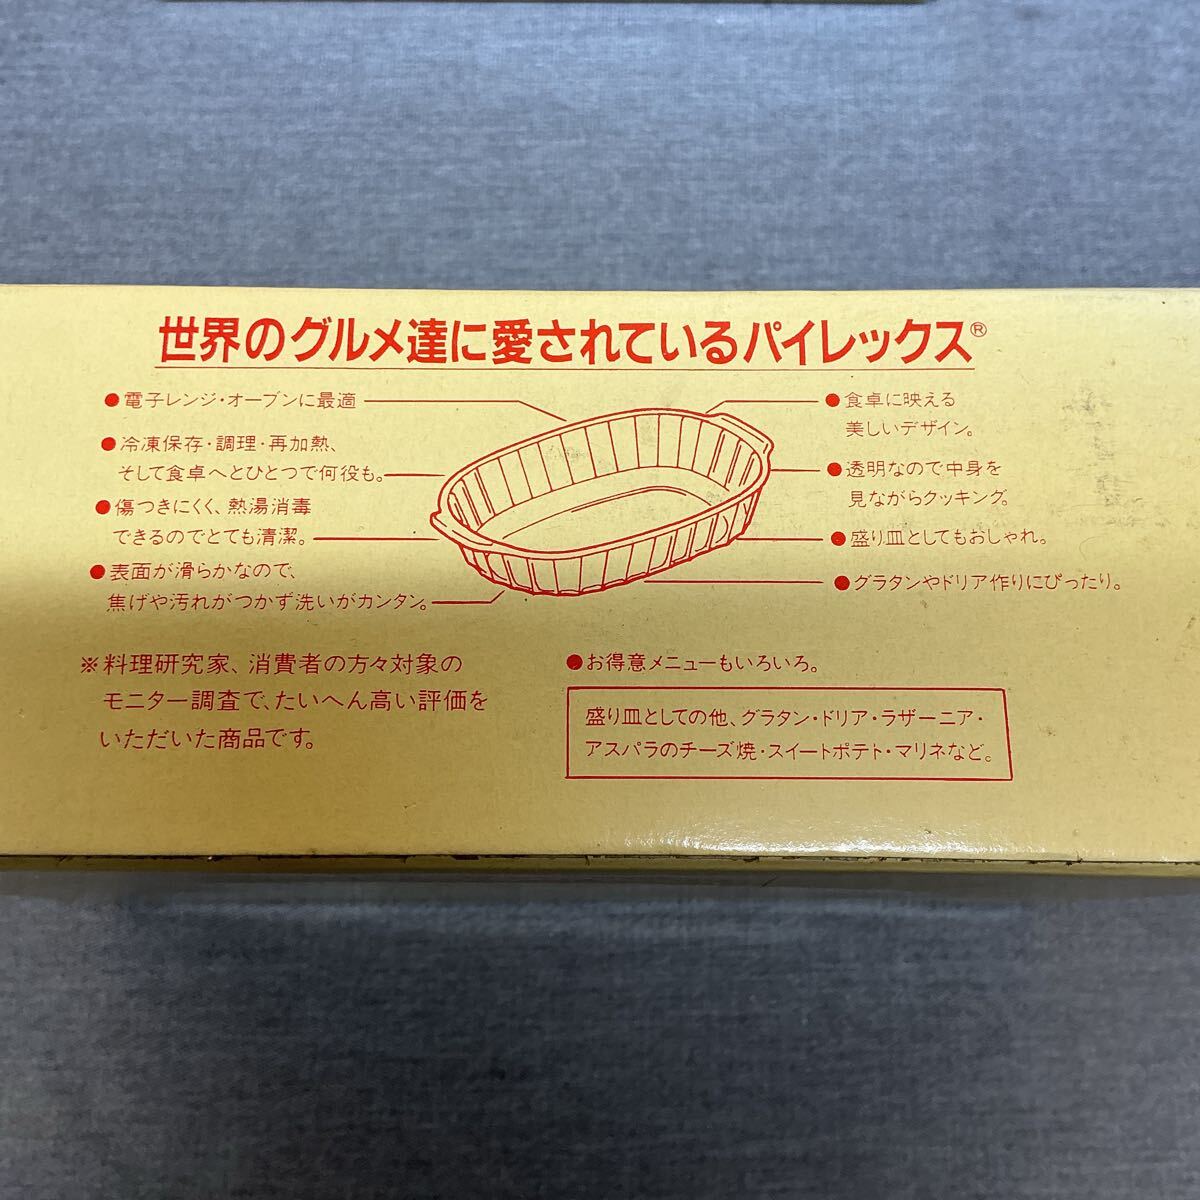 世界のグルメ達に愛されているパイレックス®
●電子レンジ・オーブンに最適
●冷凍保存・調理・再加熱、
そして食卓へとひとつで何役も。
●傷つきにくく、熱湯消毒
できるのでとても清潔。
●表面が滑らかなので、
焦げや汚れがつかず洗いがカンタン。
●食卓に映える
美しいデザイン。
●透明なので中身を
見ながらクッキング。
●盛り皿としてもおしゃれ。
●グラタンやドリア作りにぴったり。
※料理研究家、消費者の方々対象の
モニター調査で、たいへん高い評価を
いただいた商品です。
●お得意メニューもいろいろ。
盛り皿としての他、グラタン・ドリア・ラザーニア・
アスパラのチーズ焼・スイートポテト・マリネなど。